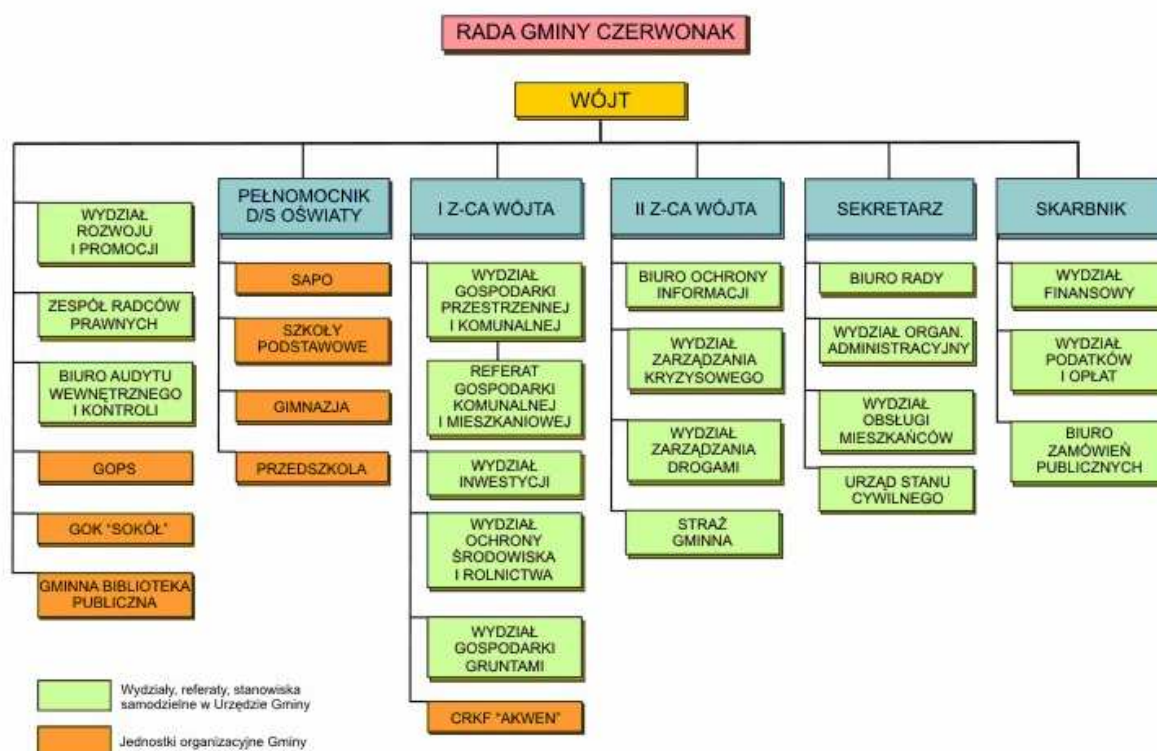 RADA GMINY CZERWONAK
WÓJT
WYDZIAŁ
ROZWOJU
I PROMOCJI
ZESPÓŁ RADCÓW
PRAWNYCH
BIURO AUDYTU
WEWNĘTRZNEGO
I KONTROLI
GOPS
GOK "SOKÓŁ"
GMINNA BIBLIOTEKA
PUBLICZNA
PEŁNOMOCNIK
D/S OŚWIATY
SAPO
SZKOŁY
PODSTAWOWE
GIMNAZJA
PRZEDSZKOLA
I Z-CA WÓJTA
WYDZIAŁ
GOSPODARKI
PRZESTRZENNEJ
I KOMUNALNEJ
REFERAT
GOSPODARKI
KOMUNALNEJ
I MIESZKANIOWEJ
WYDZIAŁ
INWESTYCJI
WYDZIAŁ
OCHRONY
ŚRODOWISKA
I ROLNICTWA
WYDZIAŁ
GOSPODARKI
GRUNTAMI
CRKF "AKWEN"
II Z-CA WÓJTA
BIURO OCHRONY
INFORMACJI
WYDZIAŁ
ZARZĄDZANIA
KRYZYSOWEGO
WYDZIAŁ
ZARZĄDZANIA
DROGAMI
STRAŻ
GMINNA
SEKRETARZ
BIURO RADY
WYDZIAŁ ORGAN.
ADMINISTRACYJNY
WYDZIAŁ
OBSŁUGI
MIESZKAŃCÓW
URZĄD STANU
CYWILNEGO
SKARBNIK
WYDZIAŁ
FINANSOWY
WYDZIAŁ
PODATKÓW
I OPŁAT
BIURO
ZAMÓWIEŃ
PUBLICZNYCH
Wydziały, referaty, stanowiska
samodzielne w Urzędzie Gminy
Jednostki organizacyjne Gminy